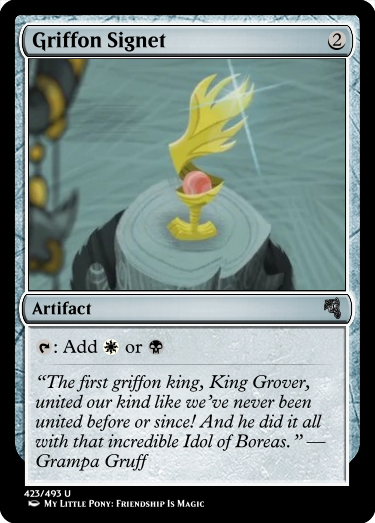 Griffon Signet 2
Artifact
: Add or
“The first griffon king, King Grover,
united our kind like we’ve never been
united before or since! And he did it all
with that incredible Idol of Boreas.” —
Grampa Gruff
423/493 U
My Little Pony: Friendship Is Magic